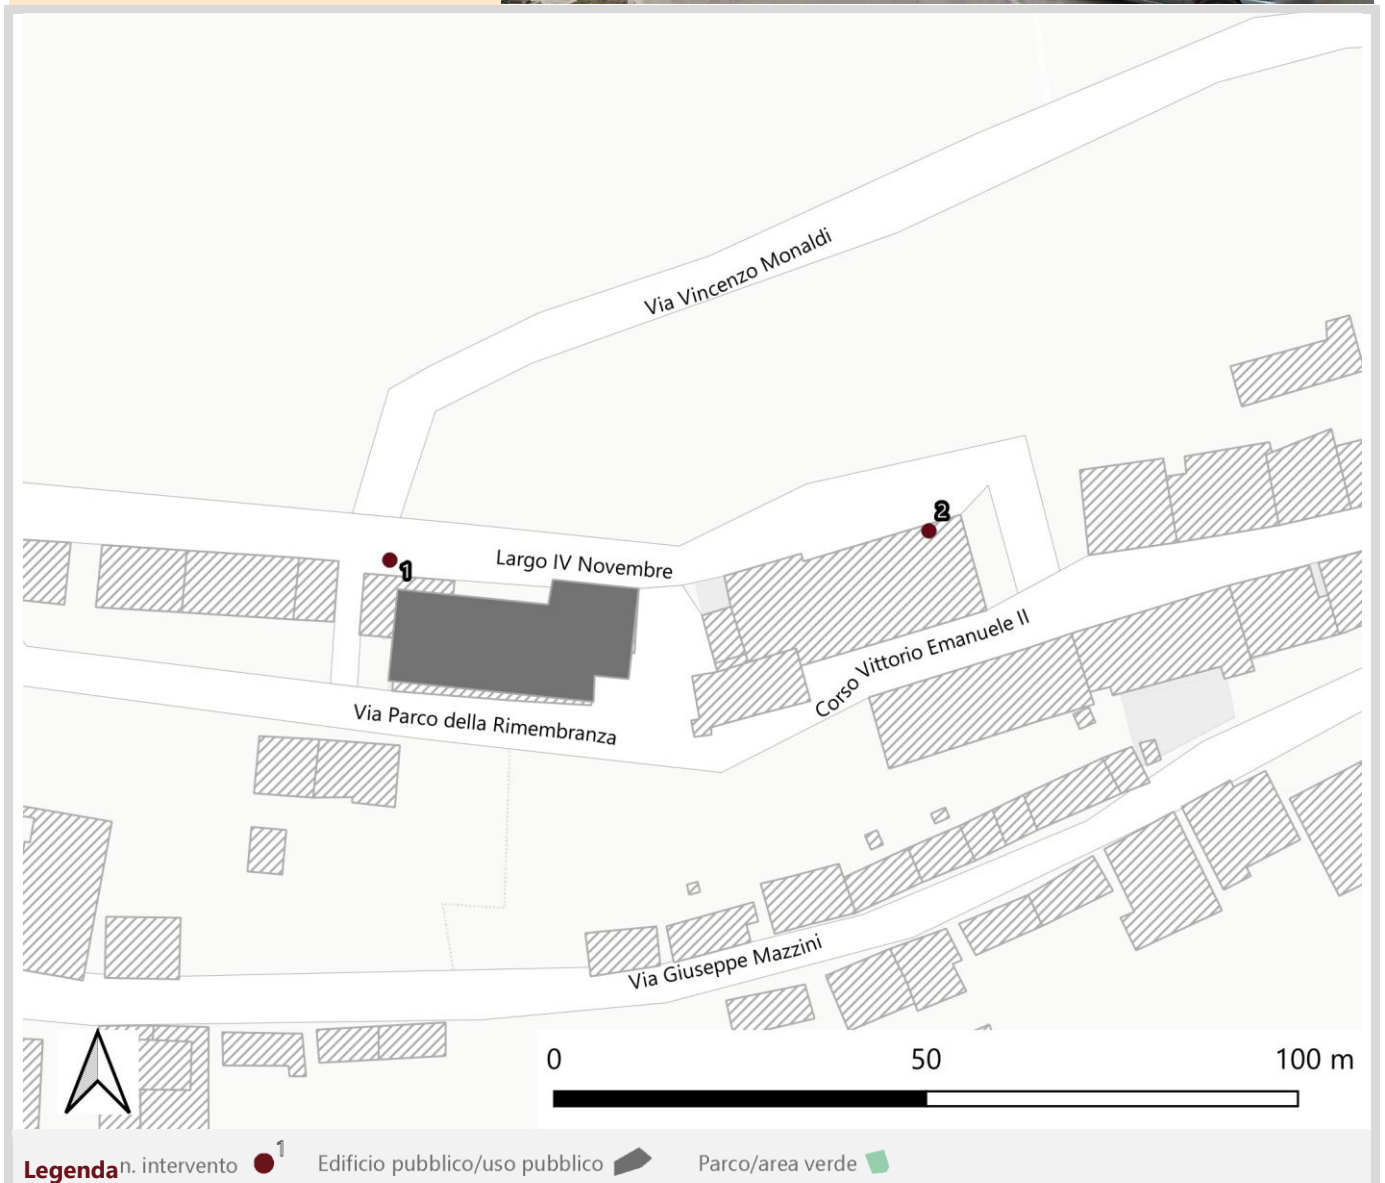 Via Vincenzo Monaldi
2
Largo IV Novembre
1
Corso Vittorio Emanuele II
Via Parco della Rimembranza
Via Giuseppe Mazzini
0 50 100 m
Legenda n. intervento 1 Edificio pubblico/uso pubblico Parco/area verde